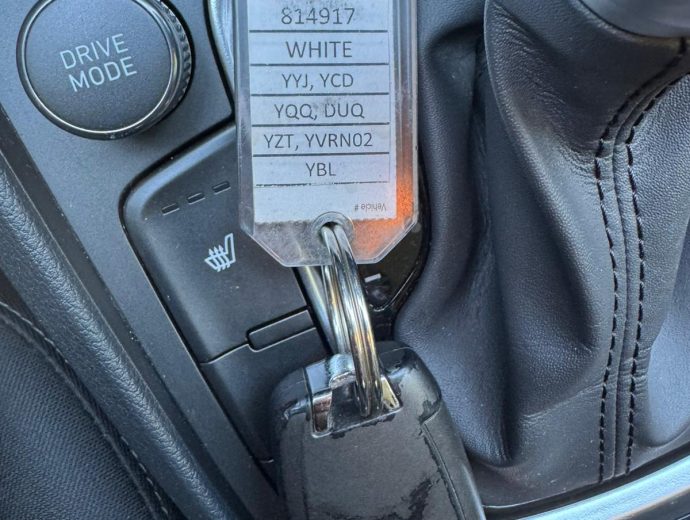 DRIVE
MODE
814917
WHITE
YYJ, YCD
YQQ, DUQ
YZT, YVRN02
YBL
Vehicle #